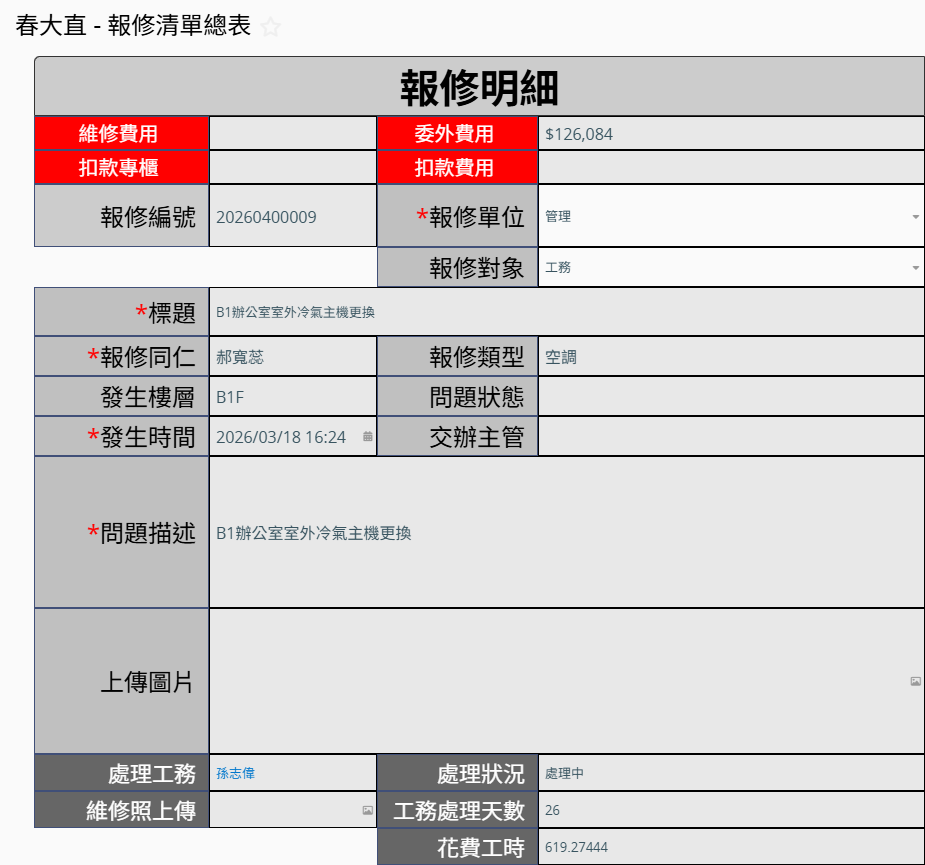 春大直 - 報修清單總表
報修明細
維修費用 委外費用 $126,084
扣款專櫃 扣款費用
報修編號 20260400009 *報修單位 管理
報修對象 工務
*標題 B1辦公室室外冷氣主機更換
*報修同仁 郝寬蕊 報修類型 空調
發生樓層 B1F 問題狀態
*發生時間 2026/03/18 16:24 交辦主管
*問題描述 B1辦公室室外冷氣主機更換
上傳圖片
處理工務 孫志偉 處理狀況 處理中
維修照上傳 工務處理天數 26
花費工時 619.27444